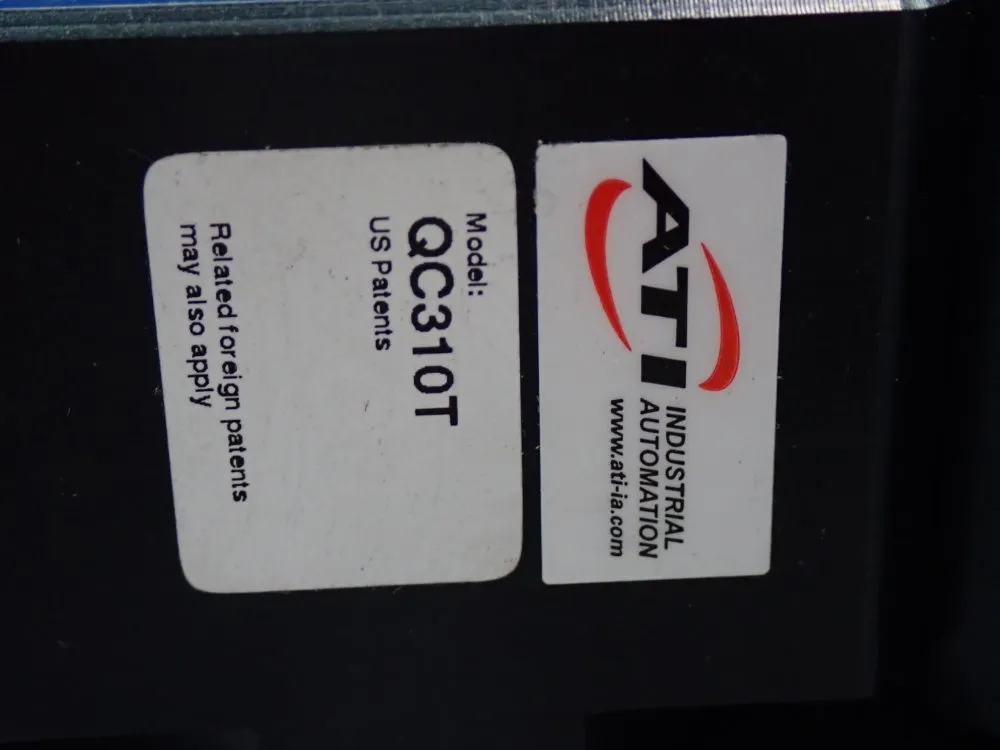 ATI
INDUSTRIAL
AUTOMATION
www.ati-ia.com
Model:
QC310T
US Patents
Related foreign patents
may also apply